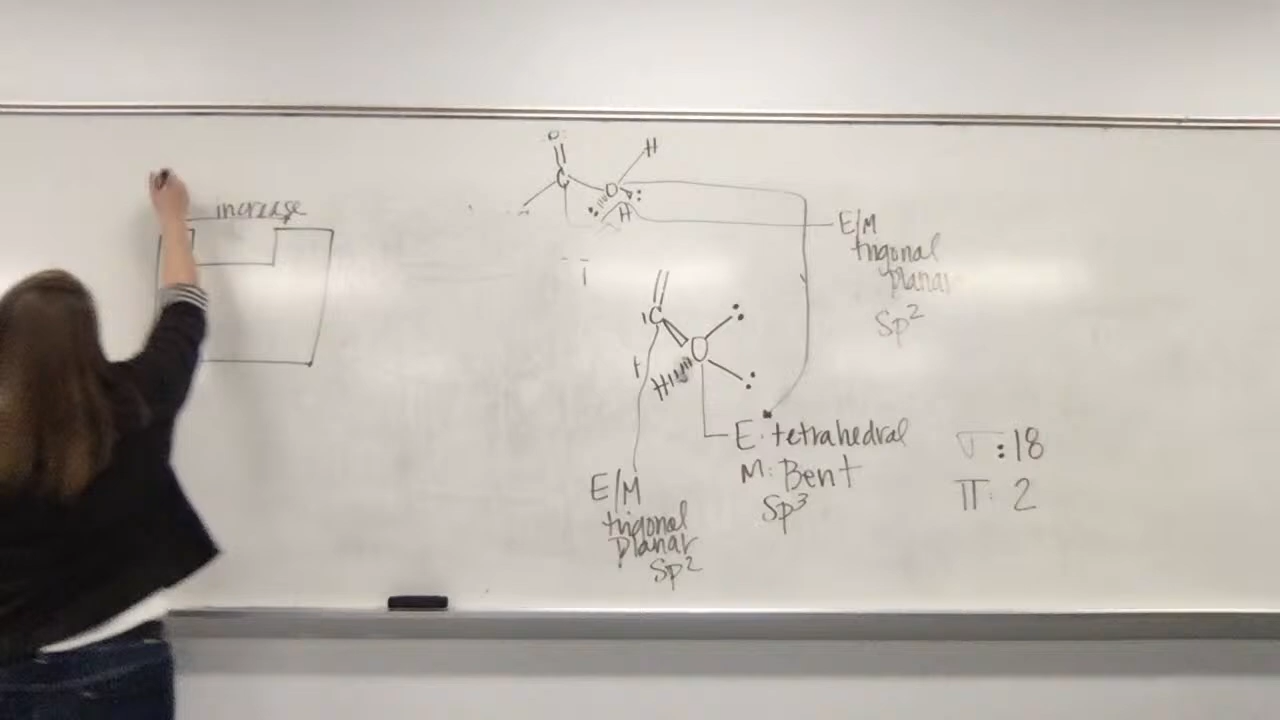 increase
O
H
C
O
H
E/M
trigonal
planar
Sp²
C
O
H
E: tetrahedral
M: Bent
Sp³
E/M
trigonal
planar
Sp²
σ:18
π: 2